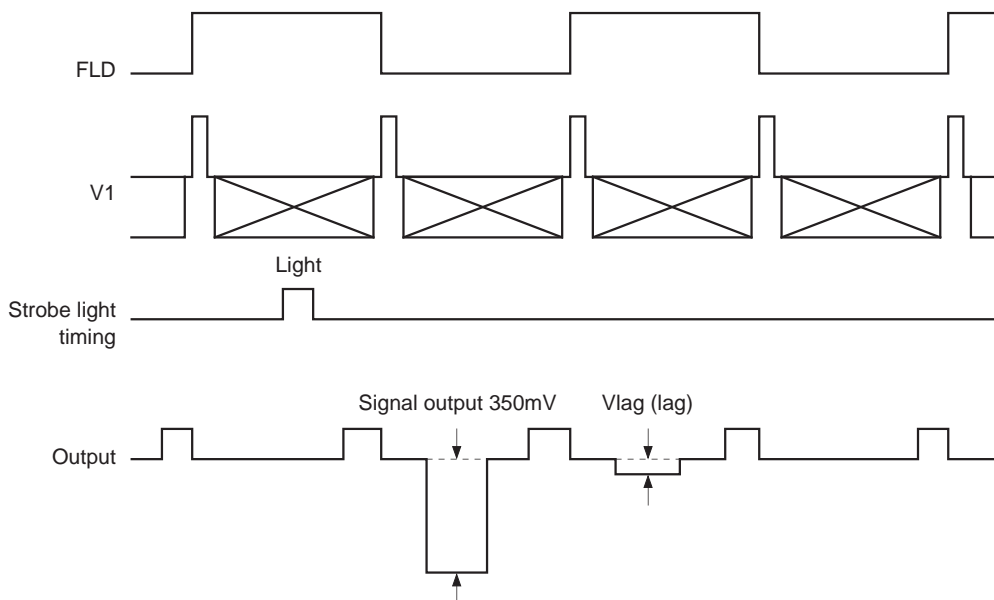 FLD
V1
Light
Strobe light
timing
Signal output 350mV
Vlag (lag)
Output